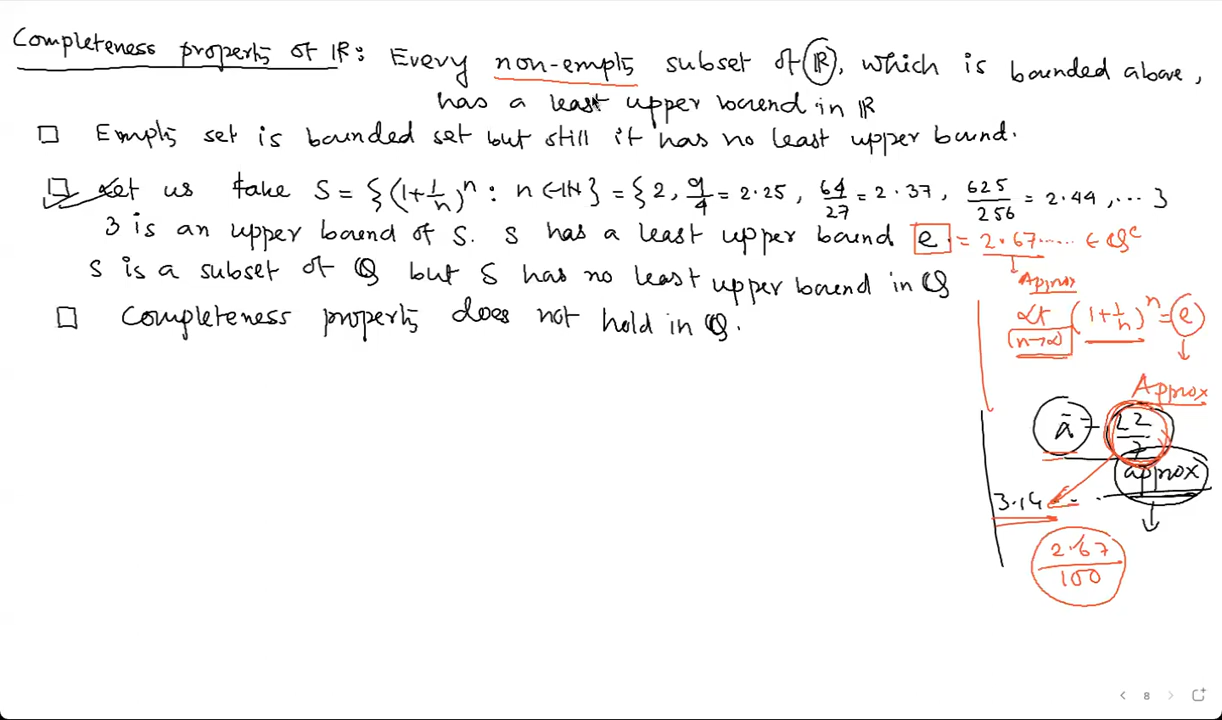 Completeness property of ℝ: Every non-empty subset of ℝ, which is bounded above,
has a least upper bound in ℝ
□ Empty set is bounded set but still it has no least upper bound.
□ Let us take S = { (1+1/n)^n : n ∈ ℕ } = { 2, 9/4 = 2.25, 64/27 = 2.37, 625/256 = 2.44, ... }
3 is an upper bound of S. S has a least upper bound e = 2.67...... ∈ ℚ^c
Approx
S is a subset of ℚ but S has no least upper bound in ℚ
Lt (n→∞) (1+1/n)^n = e
□ Completeness property does not hold in ℚ.
Approx
22/7
approx
3.14
2.67/100
8